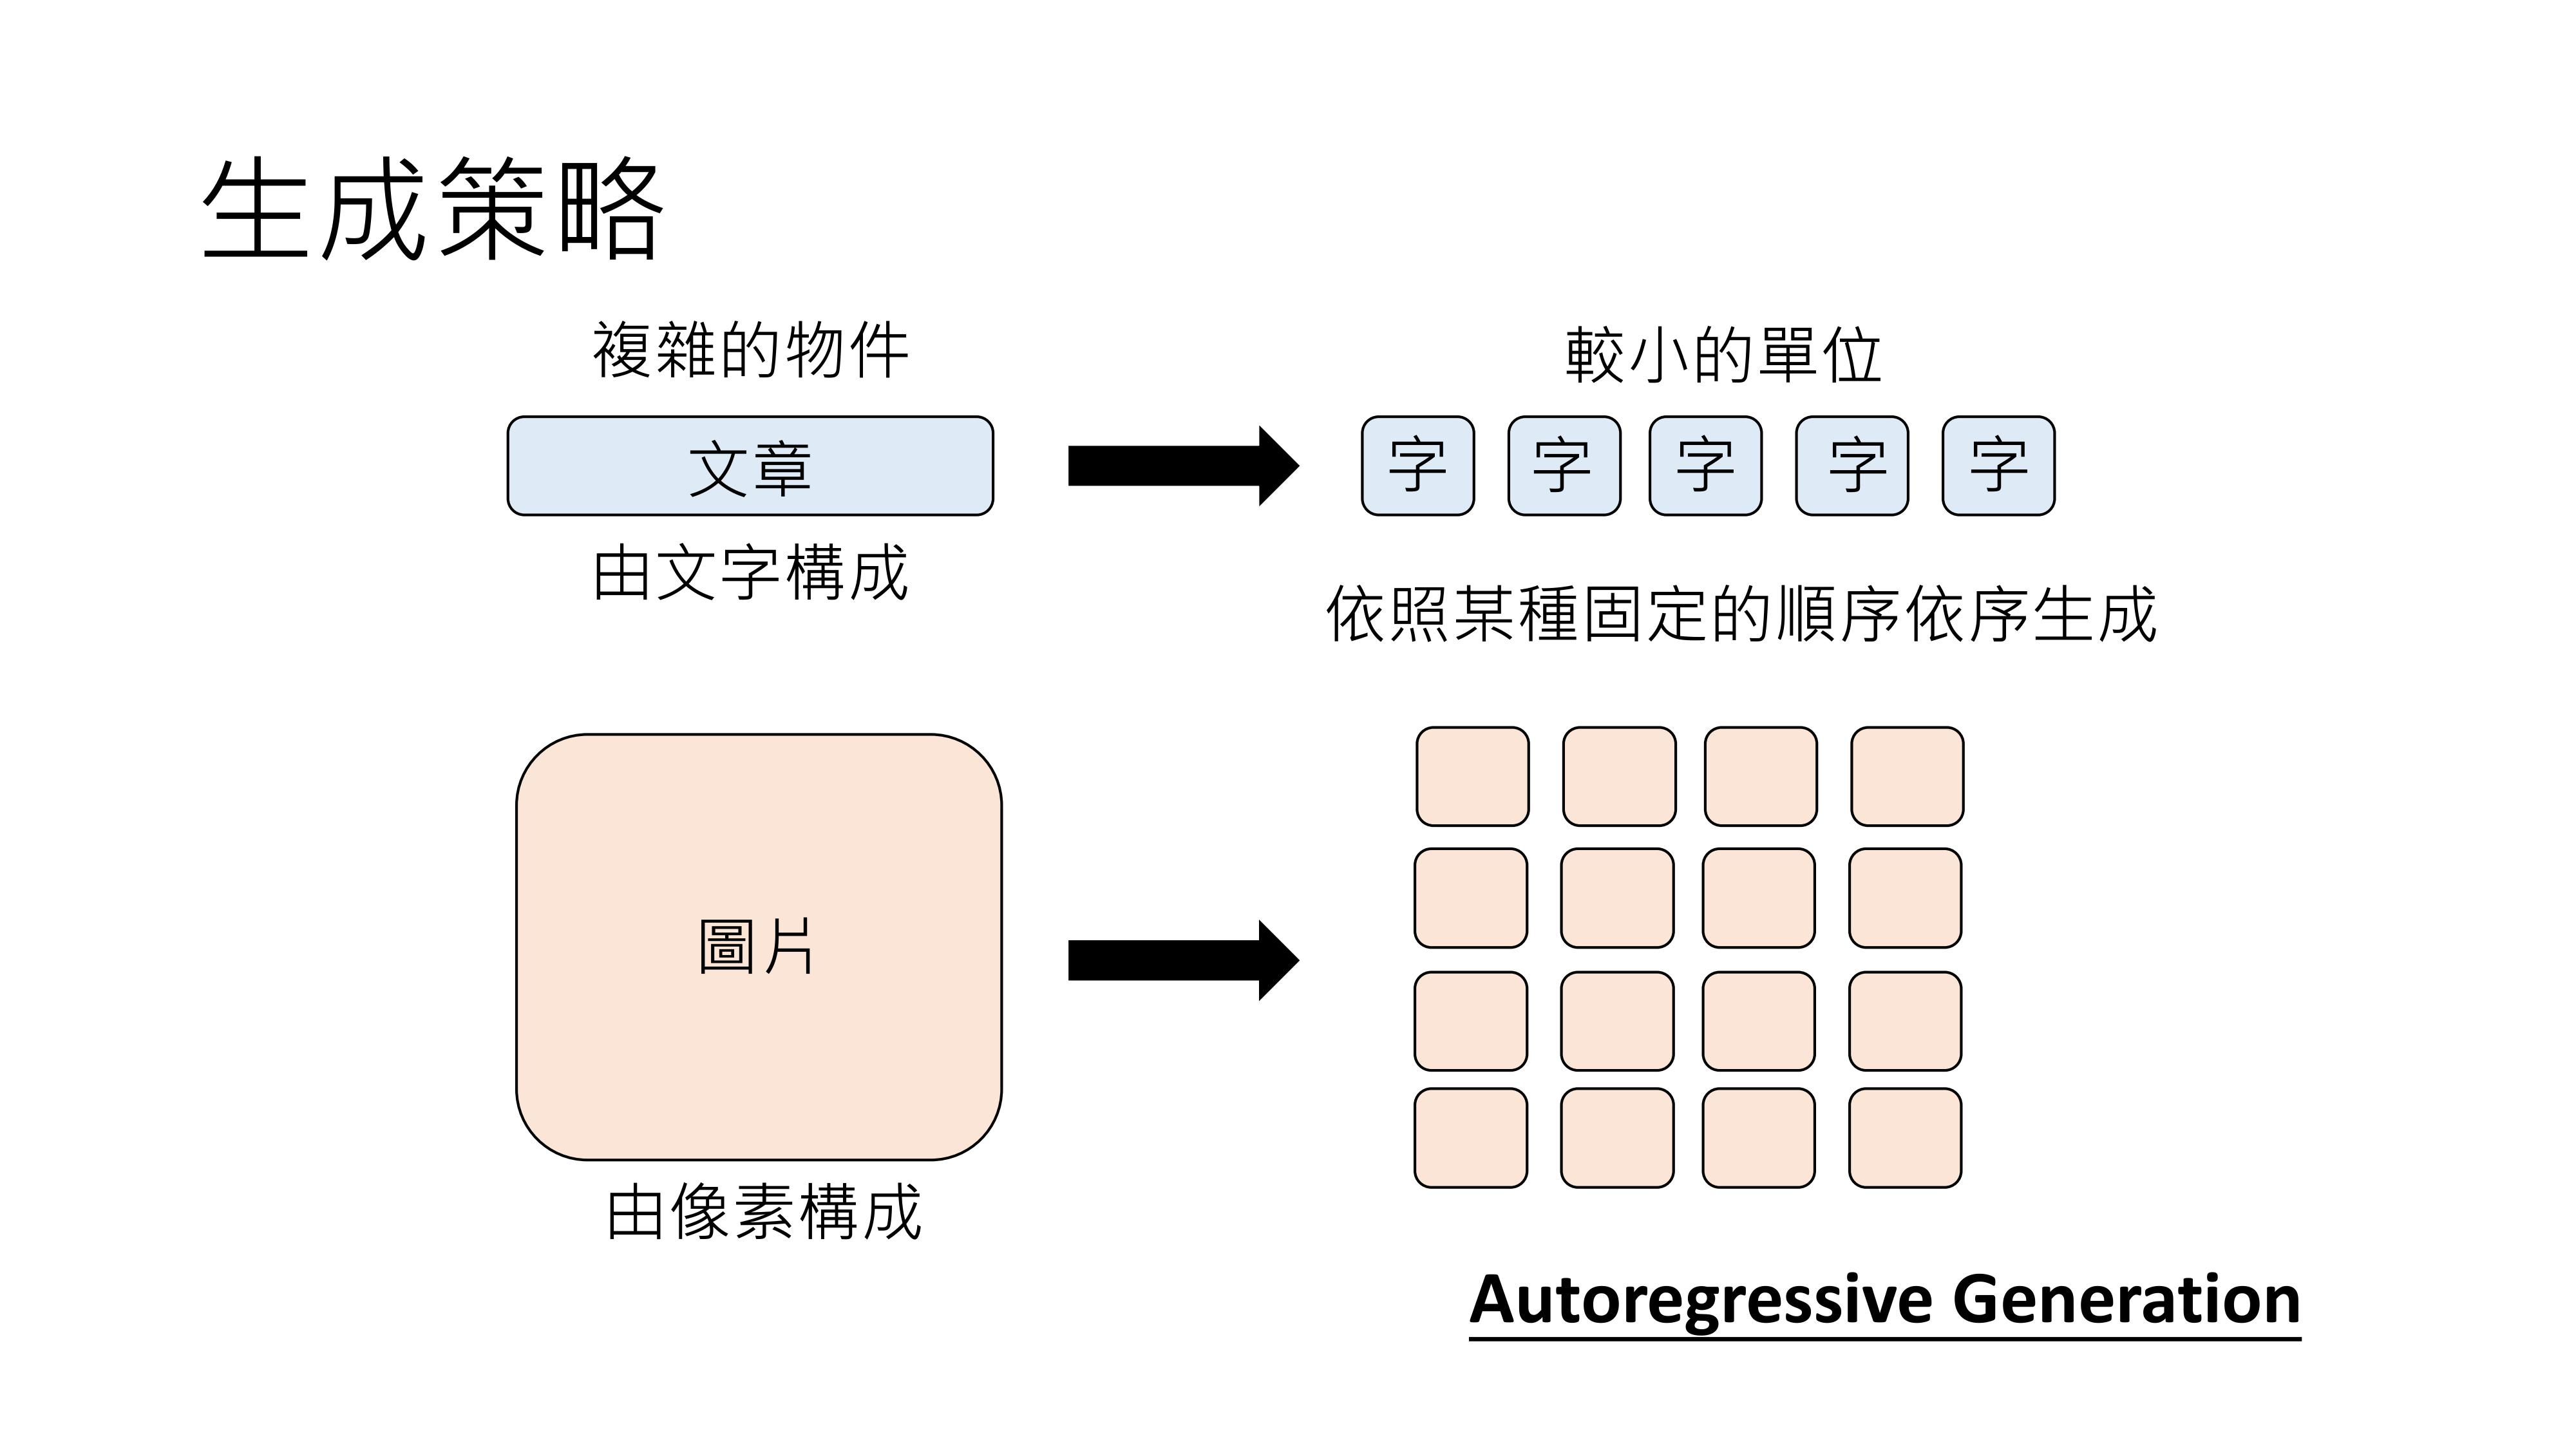 生成策略
複雜的物件
較小的單位
文章
字 字 字 字 字
由文字構成
依照某種固定的順序依序生成
圖片
由像素構成
Autoregressive Generation